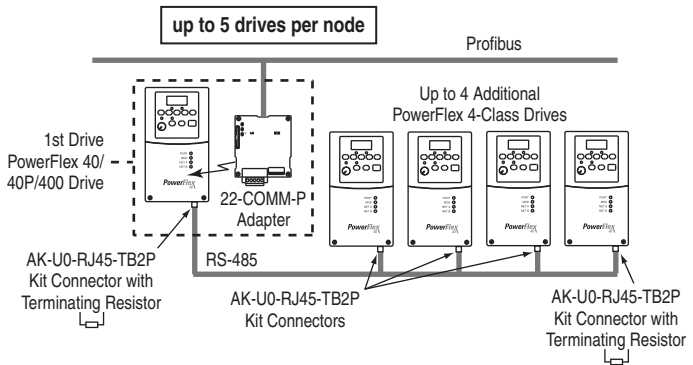 up to 5 drives per node
Profibus
Up to 4 Additional
PowerFlex 4-Class Drives
1st Drive
PowerFlex 40/
40P/400 Drive
PowerFlex
22-COMM-P
Adapter
PowerFlex
PowerFlex
PowerFlex
PowerFlex
RS-485
AK-U0-RJ45-TB2P
Kit Connector with
Terminating Resistor
AK-U0-RJ45-TB2P
Kit Connectors
AK-U0-RJ45-TB2P
Kit Connector with
Terminating Resistor